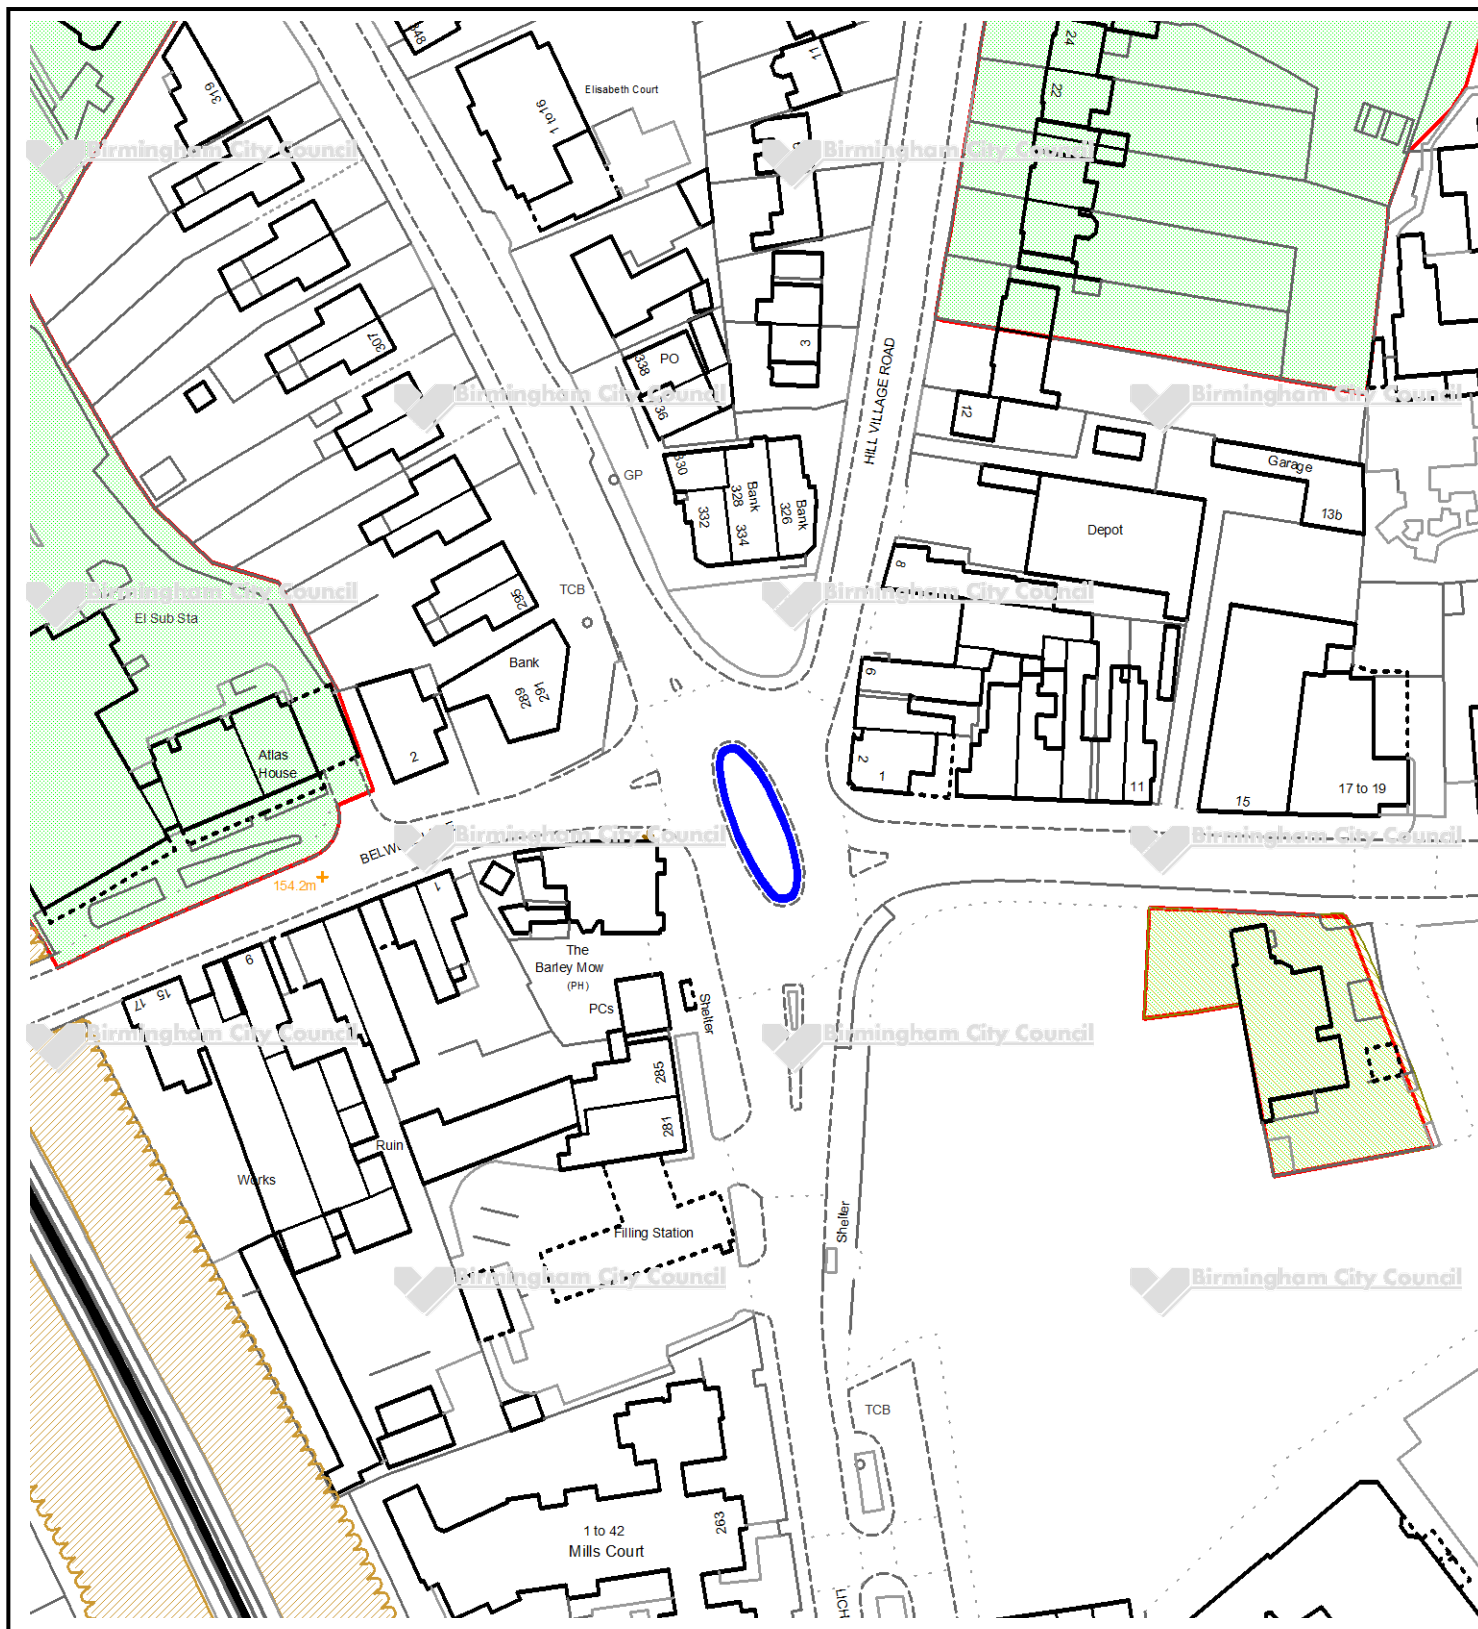 348
24
11
22
319
Elisabeth Court
1 to 16
Birmingham City Council
Birmingham City Council
9
307
338
PO
3
HILL VILLAGE ROAD
Birmingham City Council
Birmingham City Council
36
12
330
GP
Bank
328
Bank
326
332
334
Garage
13b
Depot
8
Birmingham City Council
Birmingham City Council
295
TCB
El Sub Sta
Bank
291
289
6
2
Atlas
House
2
1
11
15
17 to 19
Birmingham City Council
Birmingham City Council
154.2m
1
The
Barley Mow
(PH)
9
15
17
PCs
Shelter
Birmingham City Council
Birmingham City Council
285
281
Ruin
Works
Shelter
Filling Station
Birmingham City Council
Birmingham City Council
TCB
1 to 42
Mills Court
263
LICH